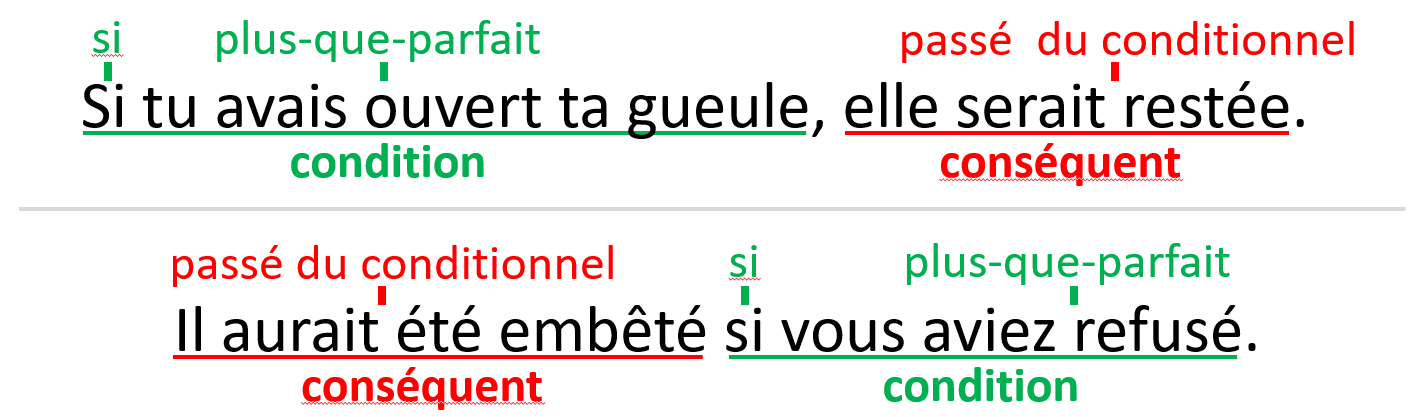 si plus-que-parfait passé du conditionnel
Si tu avais ouvert ta gueule, elle serait restée.
condition conséquent
passé du conditionnel si plus-que-parfait
Il aurait été embêté si vous aviez refusé.
conséquent condition